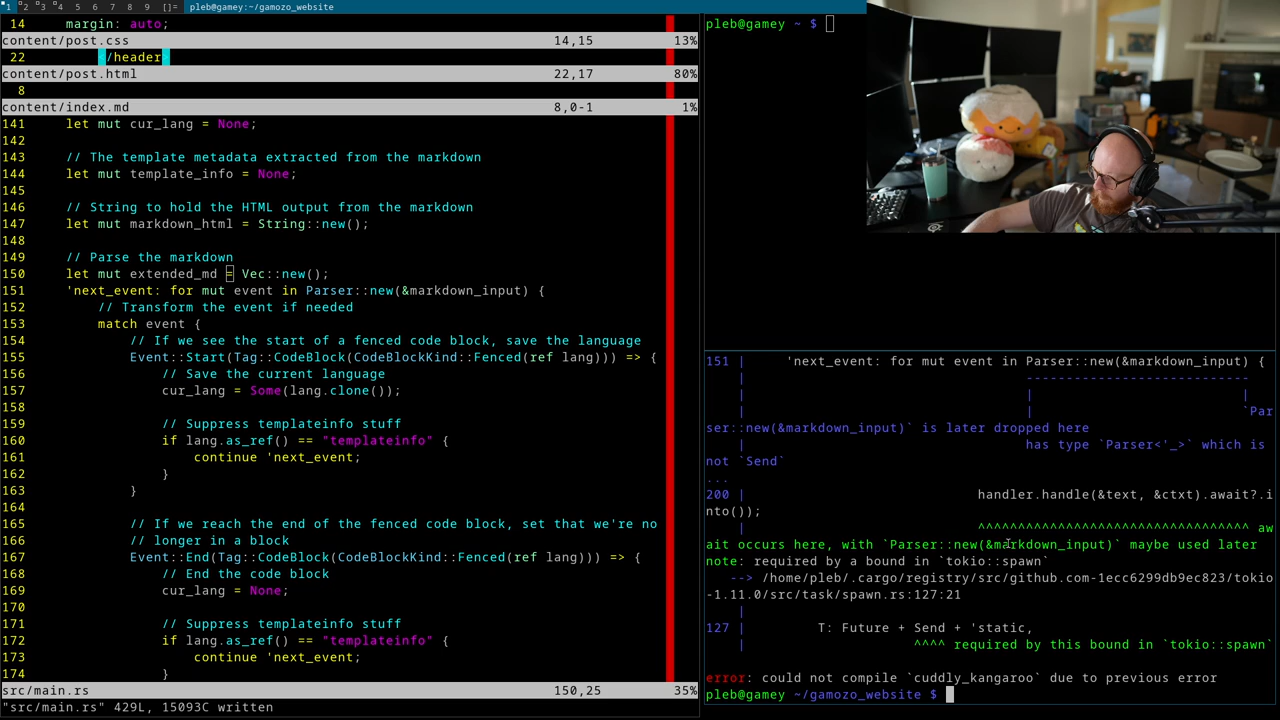 1 2 3 4 5 6 7 8 9 []= pleb@gamey:~/gamozo_website
14 margin: auto;
content/post.css 14,15 13%
22 </header>
content/post.html 22,17 80%
8
content/index.md 8,0-1 1%
141 let mut cur_lang = None;
142
143 // The template metadata extracted from the markdown
144 let mut template_info = None;
145
146 // String to hold the HTML output from the markdown
147 let mut markdown_html = String::new();
148
149 // Parse the markdown
150 let mut extended_md = Vec::new();
151 'next_event: for mut event in Parser::new(&markdown_input) {
152 // Transform the event if needed
153 match event {
154 // If we see the start of a fenced code block, save the language
155 Event::Start(Tag::CodeBlock(CodeBlockKind::Fenced(ref lang))) => {
156 // Save the current language
157 cur_lang = Some(lang.clone());
158
159 // Suppress templateinfo stuff
160 if lang.as_ref() == "templateinfo" {
161 continue 'next_event;
162 }
163 }
164
165 // If we reach the end of the fenced code block, set that we're no
166 // longer in a block
167 Event::End(Tag::CodeBlock(CodeBlockKind::Fenced(ref lang))) => {
168 // End the code block
169 cur_lang = None;
170
171 // Suppress templateinfo stuff
172 if lang.as_ref() == "templateinfo" {
173 continue 'next_event;
174 }
src/main.rs 150,25 35%
"src/main.rs" 429L, 15093C written
pleb@gamey ~ $
151 | 'next_event: for mut event in Parser::new(&markdown_input) {
| ----------------------------
| | |
| | `Par
ser::new(&markdown_input)` is later dropped here
| has type `Parser<'_>` which is
not `Send`
...
200 | handler.handle(&text, &ctxt).await?.i
nto());
| ^^^^^^^^^^^^^^^^^^^^^^^^^^^^^^^^^^ aw
ait occurs here, with `Parser::new(&markdown_input)` maybe used later
note: required by a bound in `tokio::spawn`
--> /home/pleb/.cargo/registry/src/github.com-1ecc6299db9ec823/tokio
-1.11.0/src/task/spawn.rs:127:21
|
127 | T: Future + Send + 'static,
| ^^^^ required by this bound in `tokio::spawn`
error: could not compile `cuddly_kangaroo` due to previous error
pleb@gamey ~/gamozo_website $